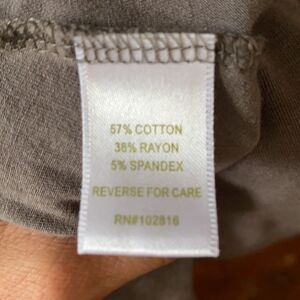 57% COTTON
38% RAYON
5% SPANDEX
REVERSE FOR CARE
RN#102816